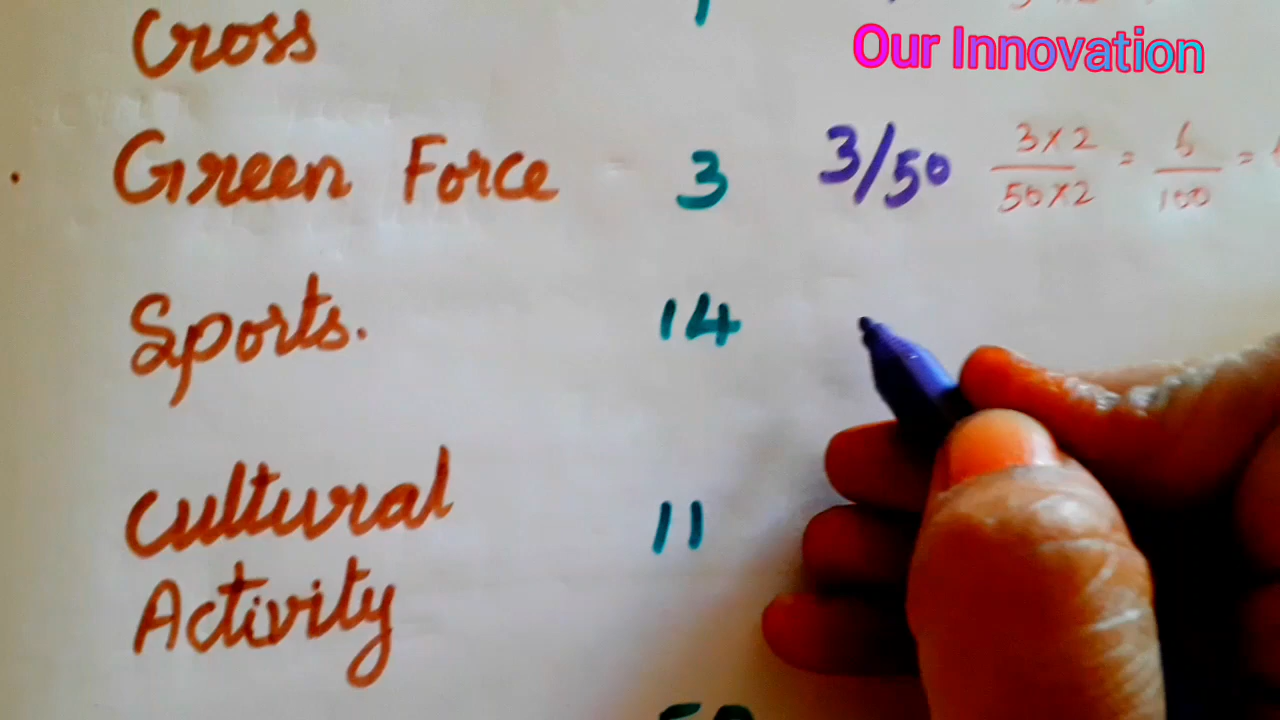 Cross
Our Innovation
Green Force 3 3/50 3×2 / 50×2 = 6 / 100 =
Sports. 14
Cultural 11
Activity
50